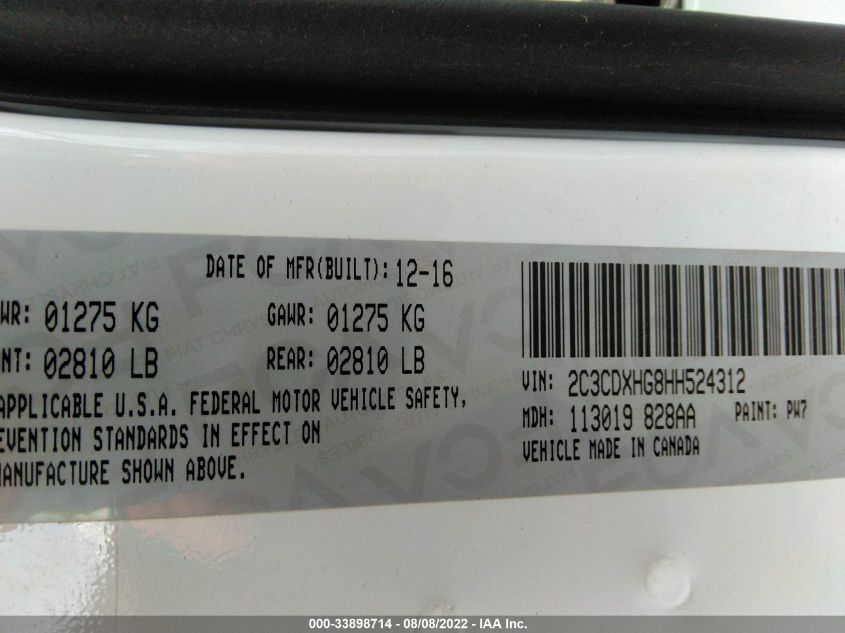 DATE OF MFR(BUILT): 12-16
WR: 01275 KG GAWR: 01275 KG
NT: 02810 LB REAR: 02810 LB
APPLICABLE U.S.A. FEDERAL MOTOR VEHICLE SAFETY,
EVENTION STANDARDS IN EFFECT ON
MANUFACTURE SHOWN ABOVE.
VIN: 2C3CDXHG8HH524312
MDH: 113019 828AA PAINT: PW7
VEHICLE MADE IN CANADA
000-33898714 - 08/08/2022 - IAA Inc.